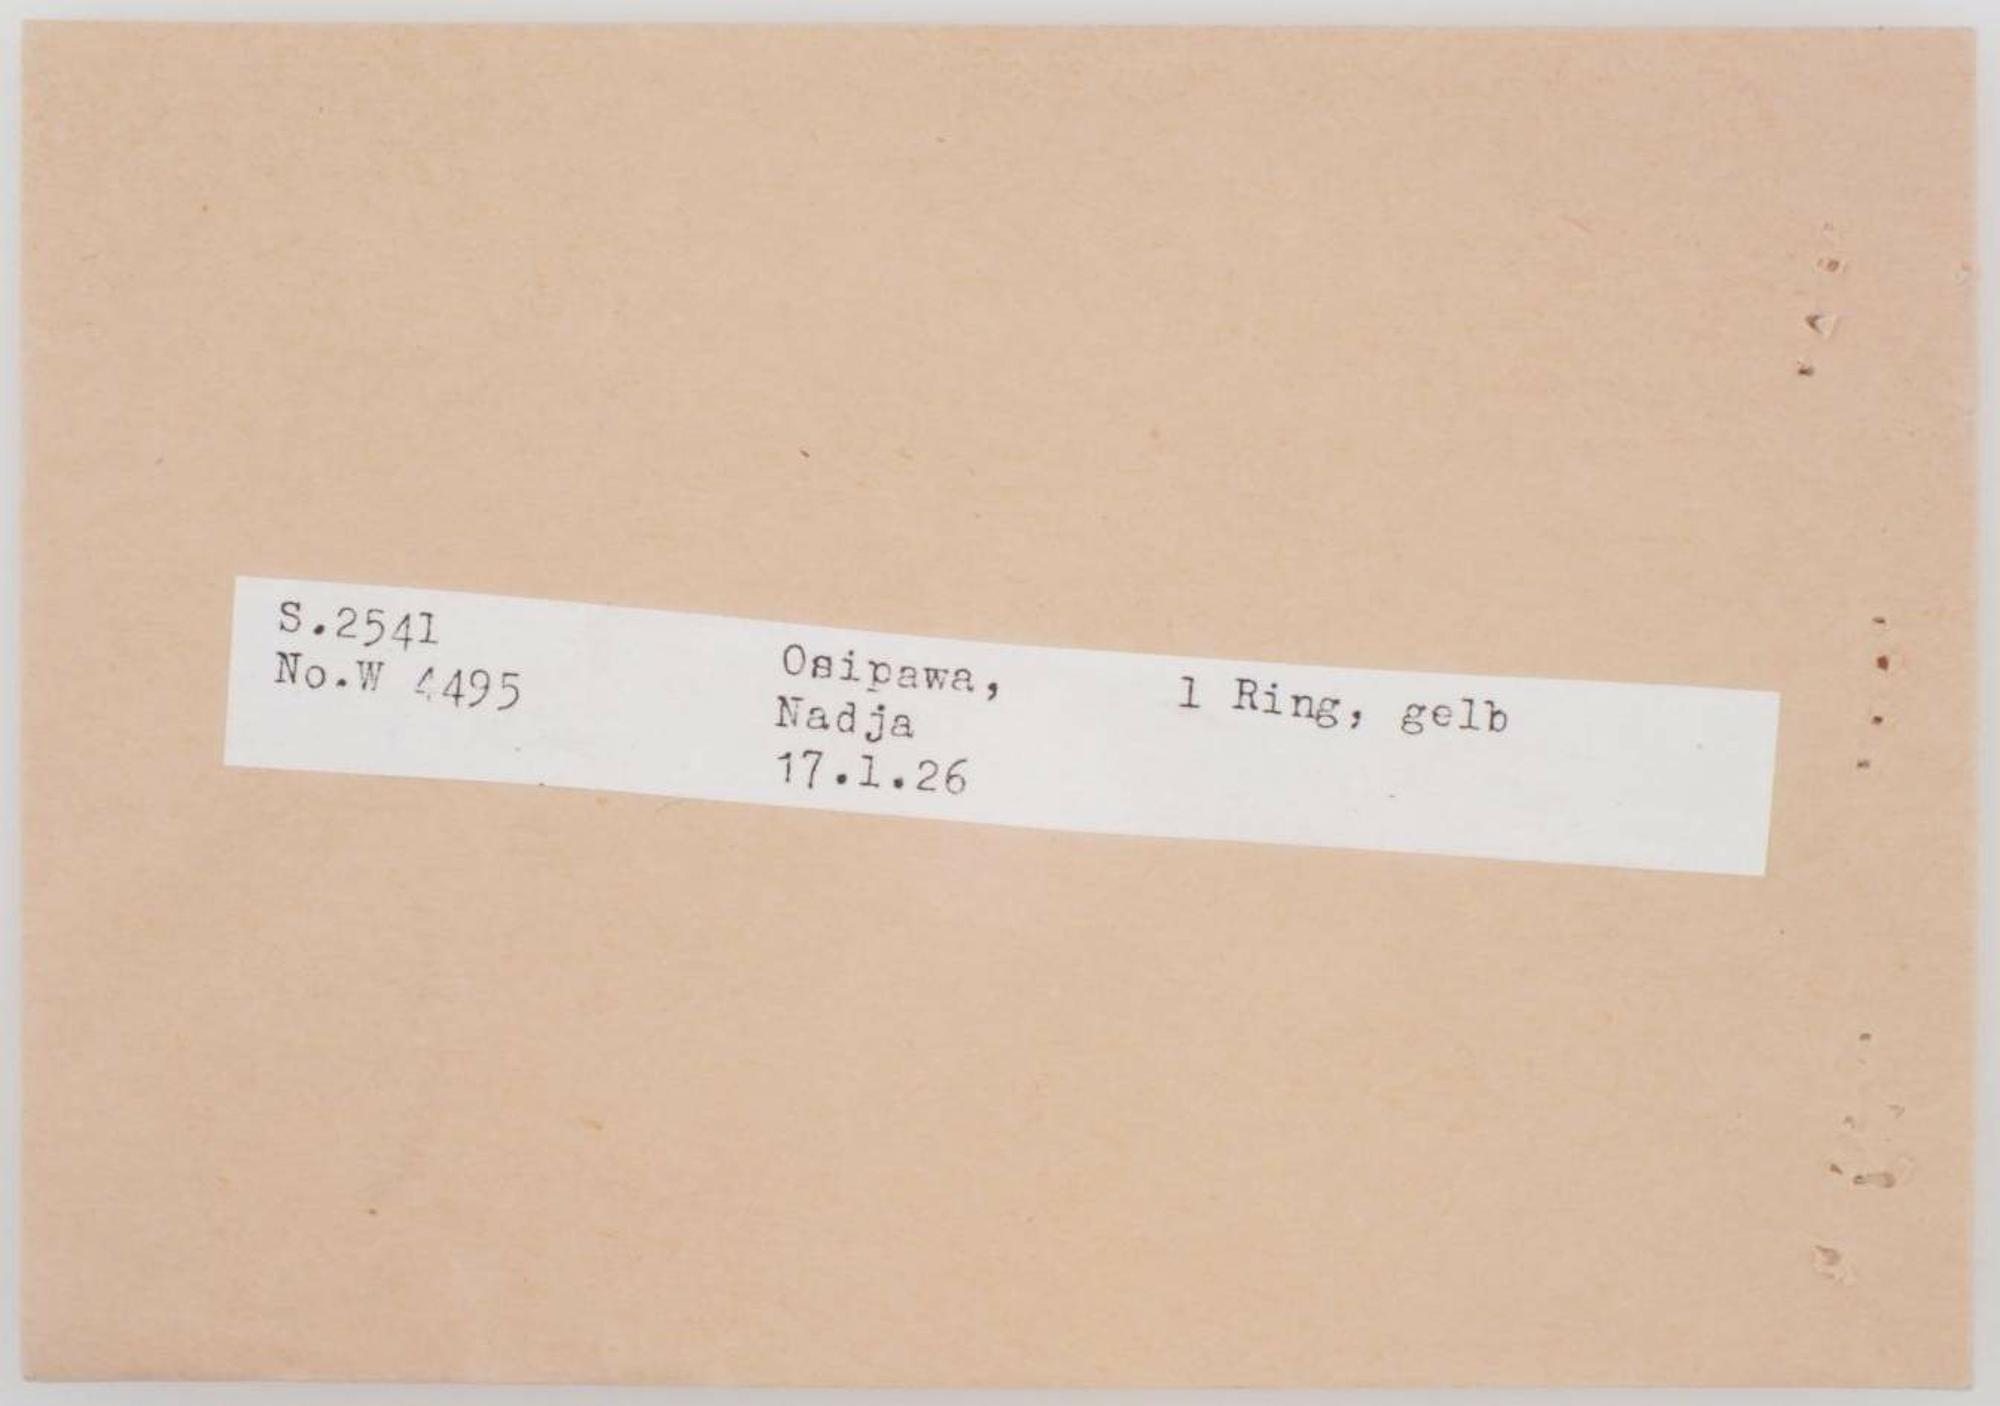 S.2541
No.W 4495
Osipawa,
Nadja
17.1.26
1 Ring, gelb